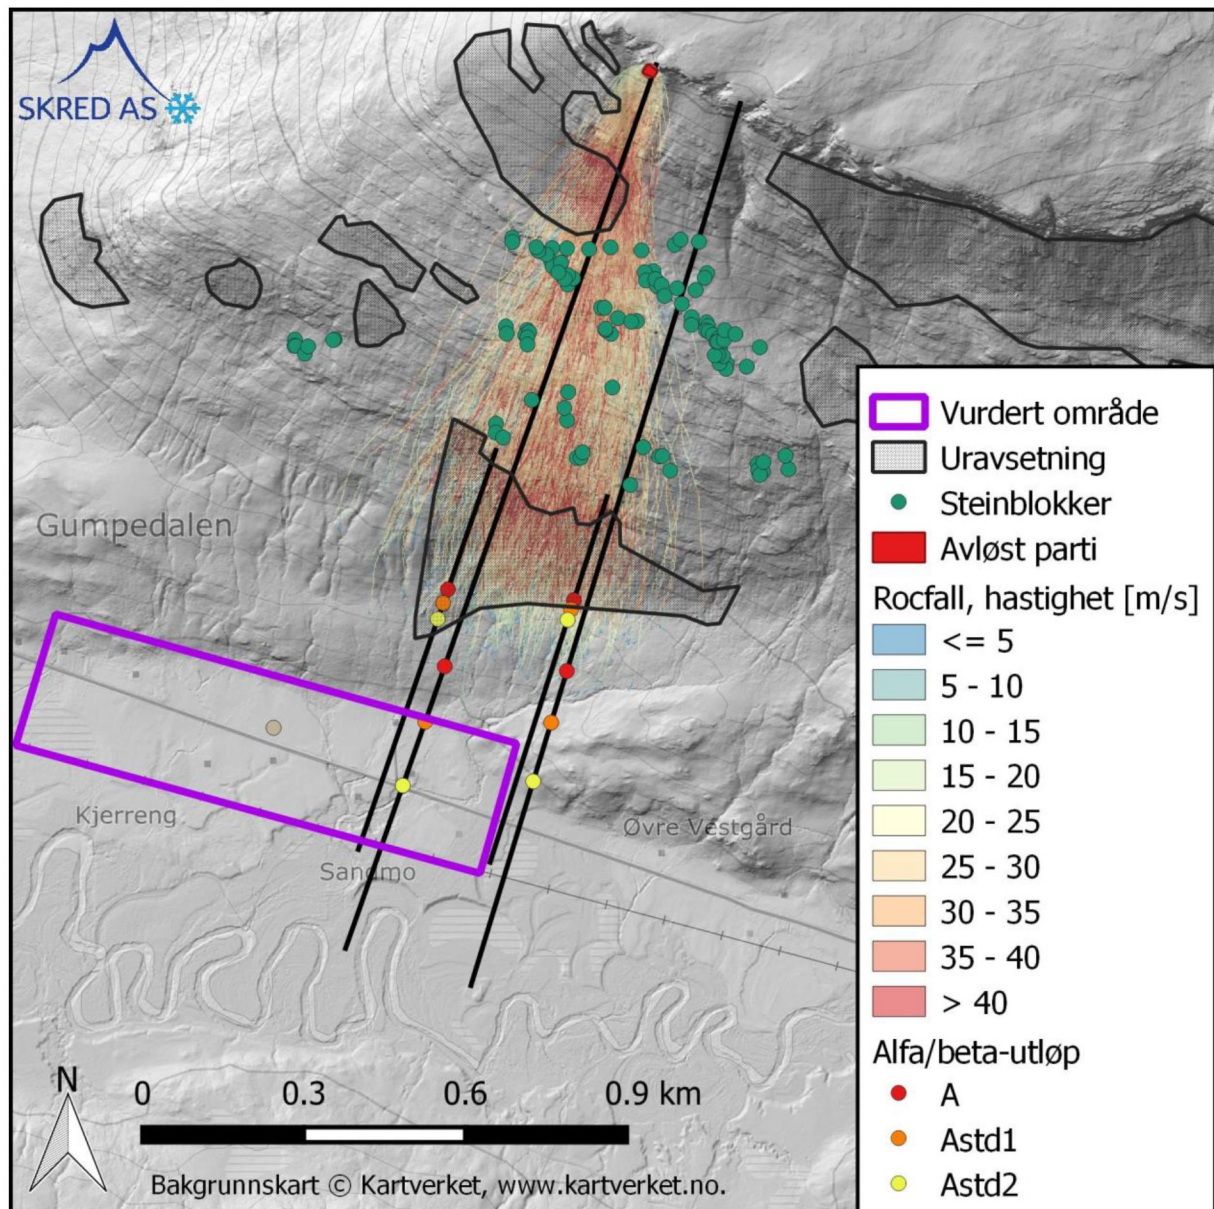 SKRED AS
Gumpedalen
Kjerreng
Sandmo
Øvre Vestgård
Vurdert område
Uravsetning
Steinblokker
Avløst parti
Rocfall, hastighet [m/s]
<= 5
5 - 10
10 - 15
15 - 20
20 - 25
25 - 30
30 - 35
35 - 40
> 40
Alfa/beta-utløp
A
Astd1
Astd2
N
0 0.3 0.6 0.9 km
Bakgrunnskart © Kartverket, www.kartverket.no.